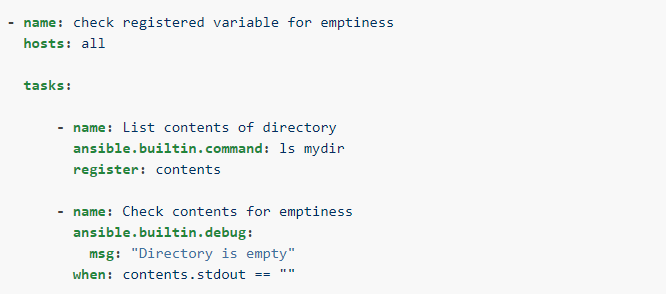 - name: check registered variable for emptiness
  hosts: all

  tasks:

      - name: List contents of directory
        ansible.builtin.command: ls mydir
        register: contents

      - name: Check contents for emptiness
        ansible.builtin.debug:
          msg: "Directory is empty"
        when: contents.stdout == ""